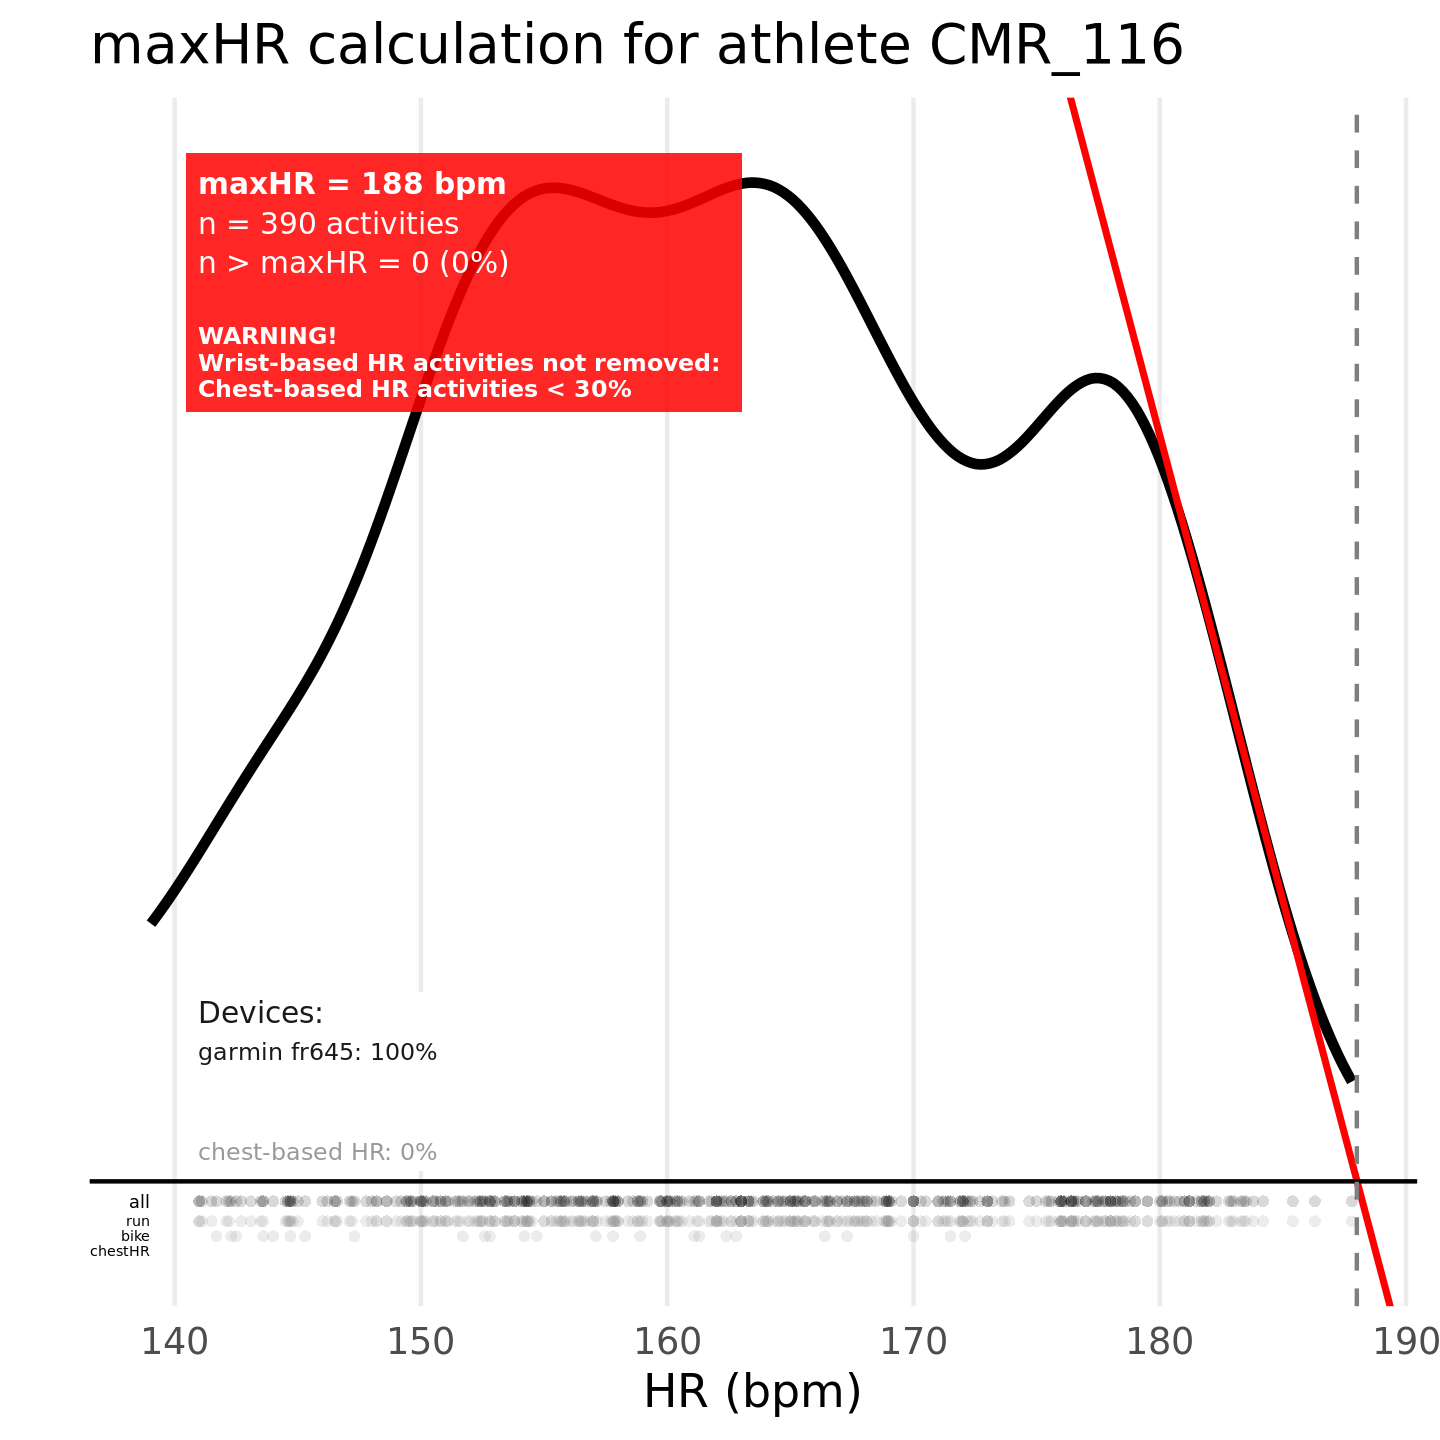 maxHR calculation for athlete CMR_116
maxHR = 188 bpm
n = 390 activities
n > maxHR = 0 (0%)
WARNING!
Wrist-based HR activities not removed:
Chest-based HR activities < 30%
Devices:
garmin fr645: 100%
chest-based HR: 0%
all
run
bike
chestHR
140 150 160 170 180 190
HR (bpm)